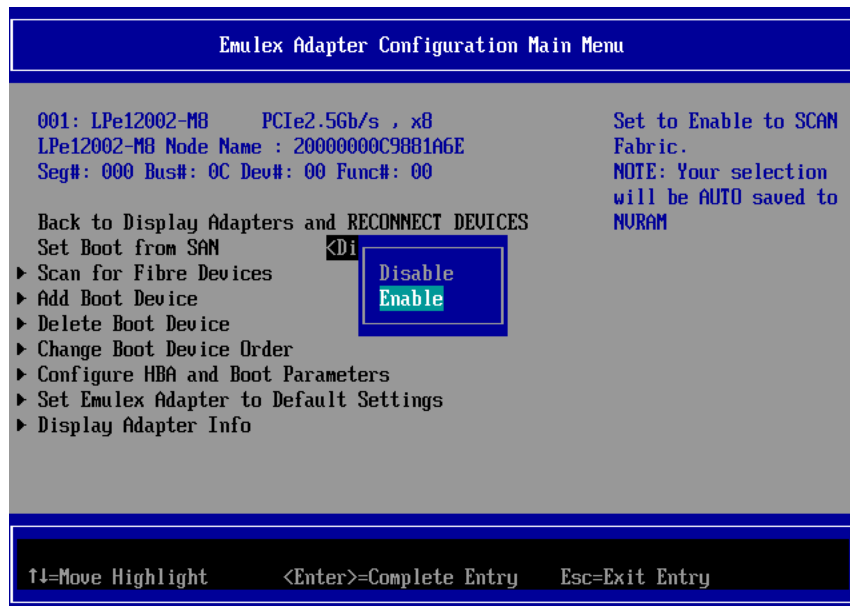 Emulex Adapter Configuration Main Menu
001: LPe12002-M8 PCIe2.5Gb/s , x8
LPe12002-M8 Node Name : 20000000C9881A6E
Seg#: 000 Bus#: 0C Dev#: 00 Func#: 00
Back to Display Adapters and RECONNECT DEVICES
Set Boot from SAN <Di
Disable
Enable
Scan for Fibre Devices
Add Boot Device
Delete Boot Device
Change Boot Device Order
Configure HBA and Boot Parameters
Set Emulex Adapter to Default Settings
Display Adapter Info
Set to Enable to SCAN
Fabric.
NOTE: Your selection
will be AUTO saved to
NVRAM
↑↓=Move Highlight <Enter>=Complete Entry Esc=Exit Entry